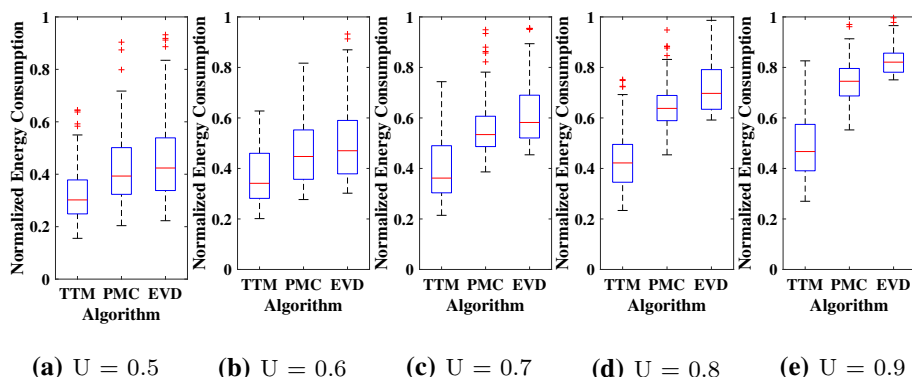 Normalized Energy Consumption
1
0.8
0.6
0.4
0.2
0
TTM PMC EVD
Algorithm
(a) U = 0.5
Normalized Energy Consumption
1
0.8
0.6
0.4
0.2
0
TTM PMC EVD
Algorithm
(b) U = 0.6
Normalized Energy Consumption
1
0.8
0.6
0.4
0.2
0
TTM PMC EVD
Algorithm
(c) U = 0.7
Normalized Energy Consumption
1
0.8
0.6
0.4
0.2
0
TTM PMC EVD
Algorithm
(d) U = 0.8
Normalized Energy Consumption
1
0.8
0.6
0.4
0.2
0
TTM PMC EVD
Algorithm
(e) U = 0.9